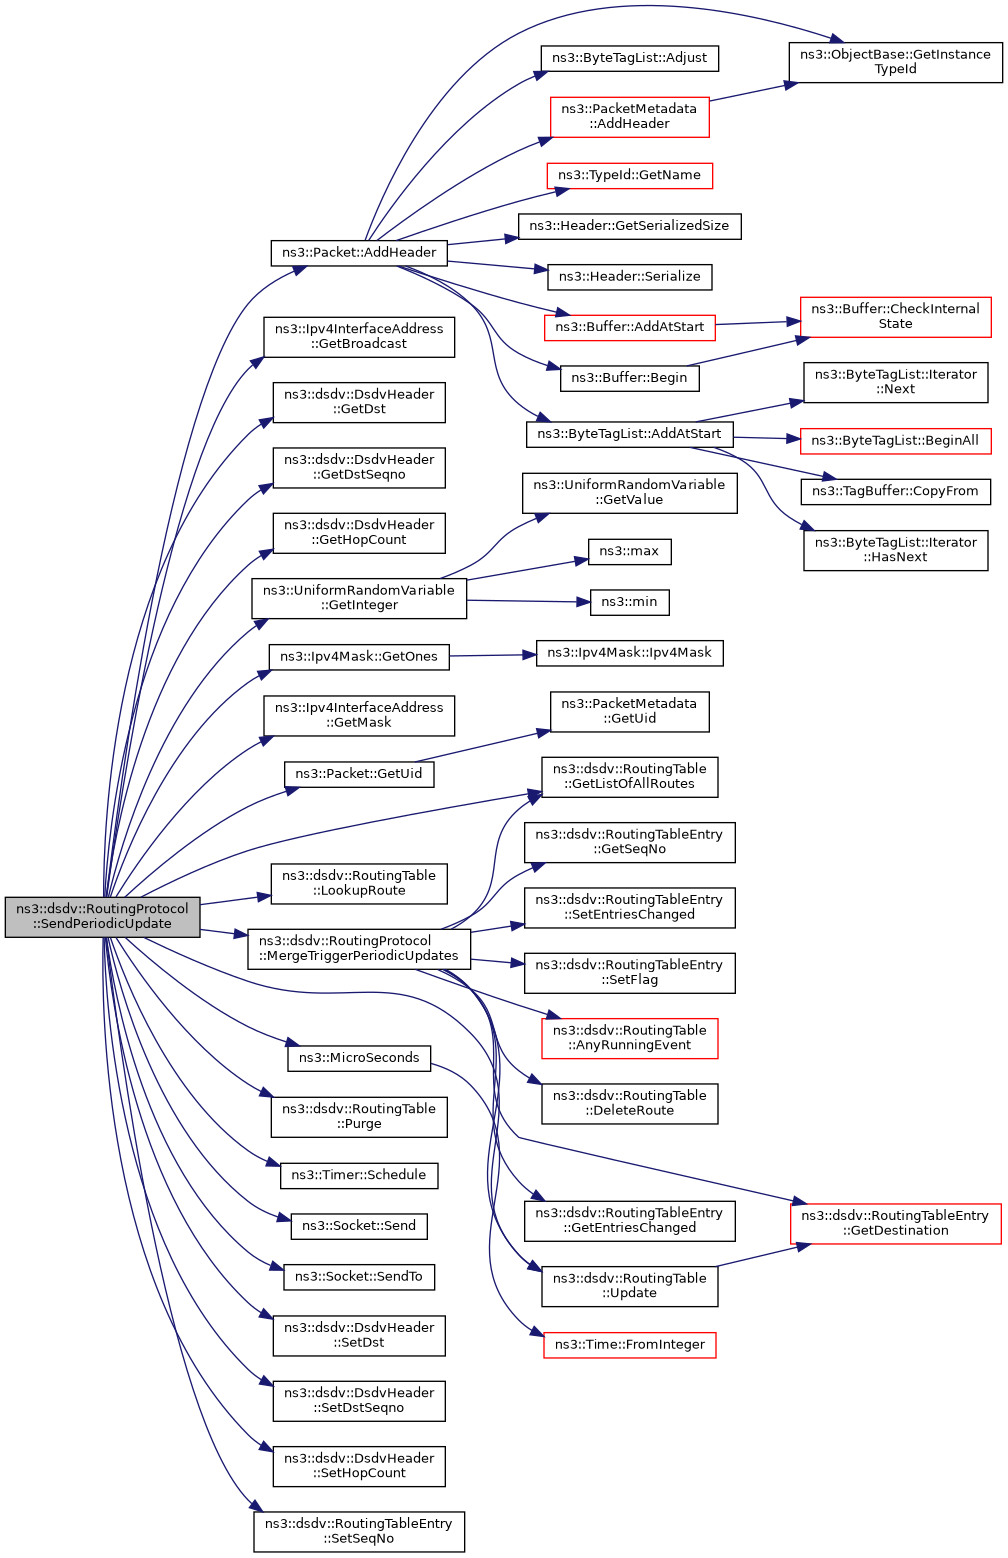 ns3::ObjectBase::GetInstance
TypeId
ns3::ByteTagList::Adjust
ns3::PacketMetadata
::AddHeader
ns3::TypeId::GetName
ns3::Header::GetSerializedSize
ns3::Packet::AddHeader
ns3::Header::Serialize
ns3::Buffer::AddAtStart
ns3::Buffer::CheckInternal
State
ns3::Buffer::Begin
ns3::ByteTagList::Iterator
::Next
ns3::ByteTagList::AddAtStart
ns3::ByteTagList::BeginAll
ns3::TagBuffer::CopyFrom
ns3::ByteTagList::Iterator
::HasNext
ns3::Ipv4InterfaceAddress
::GetBroadcast
ns3::dsdv::DsdvHeader
::GetDst
ns3::dsdv::DsdvHeader
::GetDstSeqno
ns3::dsdv::DsdvHeader
::GetHopCount
ns3::UniformRandomVariable
::GetValue
ns3::UniformRandomVariable
::GetInteger
ns3::max
ns3::min
ns3::Ipv4Mask::GetOnes
ns3::Ipv4Mask::Ipv4Mask
ns3::Ipv4InterfaceAddress
::GetMask
ns3::PacketMetadata
::GetUid
ns3::Packet::GetUid
ns3::dsdv::RoutingTable
::GetListOfAllRoutes
ns3::dsdv::RoutingTable
::LookupRoute
ns3::dsdv::RoutingProtocol
::SendPeriodicUpdate
ns3::dsdv::RoutingProtocol
::MergeTriggerPeriodicUpdates
ns3::dsdv::RoutingTableEntry
::GetSeqNo
ns3::dsdv::RoutingTableEntry
::SetEntriesChanged
ns3::dsdv::RoutingTableEntry
::SetFlag
ns3::dsdv::RoutingTable
::AnyRunningEvent
ns3::dsdv::RoutingTable
::DeleteRoute
ns3::dsdv::RoutingTableEntry
::GetEntriesChanged
ns3::dsdv::RoutingTableEntry
::GetDestination
ns3::dsdv::RoutingTable
::Update
ns3::Time::FromInteger
ns3::MicroSeconds
ns3::dsdv::RoutingTable
::Purge
ns3::Timer::Schedule
ns3::Socket::Send
ns3::Socket::SendTo
ns3::dsdv::DsdvHeader
::SetDst
ns3::dsdv::DsdvHeader
::SetDstSeqno
ns3::dsdv::DsdvHeader
::SetHopCount
ns3::dsdv::RoutingTableEntry
::SetSeqNo